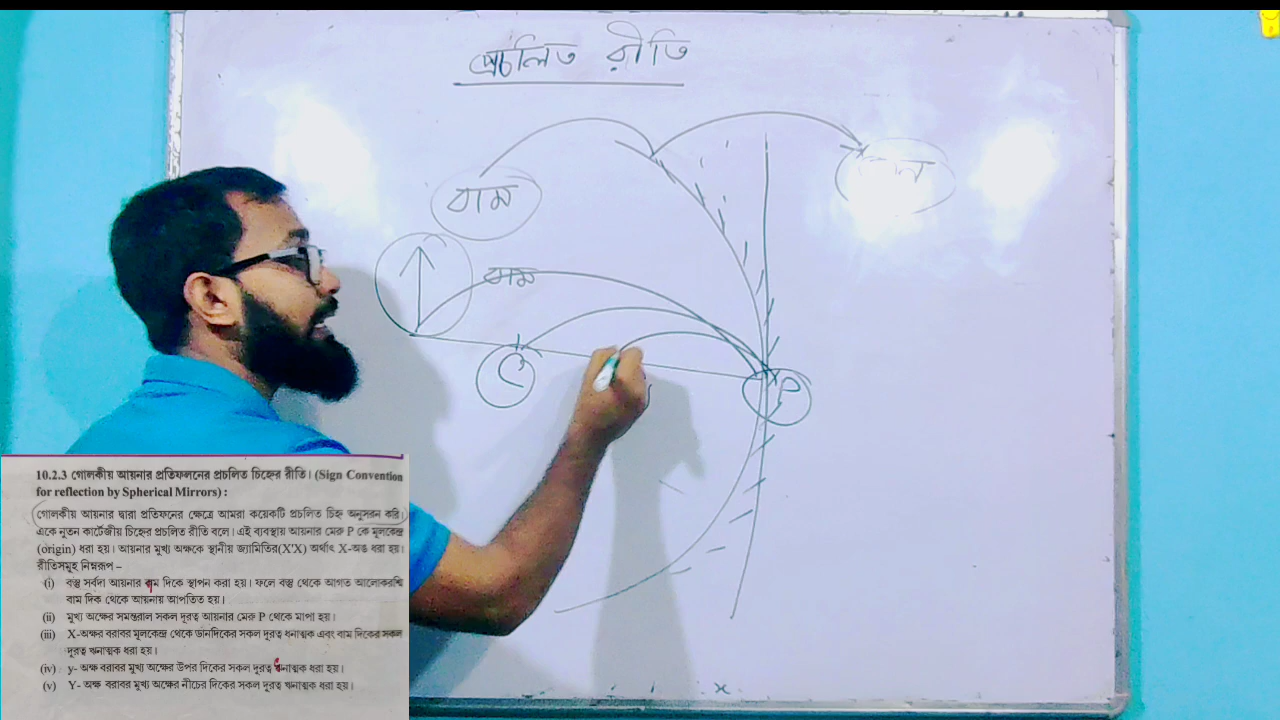 প্রচলিত রীতি
বাম
বাম
C
P
10.2.3 গোলকীয় আয়নার প্রতিফলনের প্রচলিত চিহ্নের রীতি। (Sign Convention
for reflection by Spherical Mirrors) :
গোলকীয় আয়নার দ্বারা প্রতিফনের ক্ষেত্রে আমরা কয়েকটি প্রচলিত চিহ্ন অনুসরন করি।
একে নুতন কার্টেজীয় চিহ্নের প্রচলিত রীতি বলে। এই ব্যবস্থায় আয়নার মেরু P কে মূলকেন্দ্র
(origin) ধরা হয়। আয়নার মুখ্য অক্ষকে স্থানীয় জ্যামিতির(X'X) অর্থাৎ X-অঙ ধরা হয়।
রীতিসমূহ নিম্নরূপ –
(i) বস্তু সর্বদা আয়নার বাম দিকে স্থাপন করা হয়। ফলে বস্তু থেকে আগত আলোকরশ্মি
বাম দিক থেকে আয়নায় আপতিত হয়।
(ii) মুখ্য অক্ষের সমন্তরাল সকল দূরত্ব আয়নার মেরু P থেকে মাপা হয়।
(iii) X-অক্ষর বরাবর মূলকেন্দ্র থেকে ডানদিকের সকল দূরত্ব ধনাত্মক এবং বাম দিকের সকল
দূরত্ব ঋনাত্মক ধরা হয়।
(iv) y- অক্ষ বরাবর মুখ্য অক্ষের উপর দিকের সকল দূরত্ব ধনাত্মক ধরা হয়।
(v) Y- অক্ষ বরাবর মুখ্য অক্ষের নীচের দিকের সকল দূরত্ব ঋনাত্মক ধরা হয়।